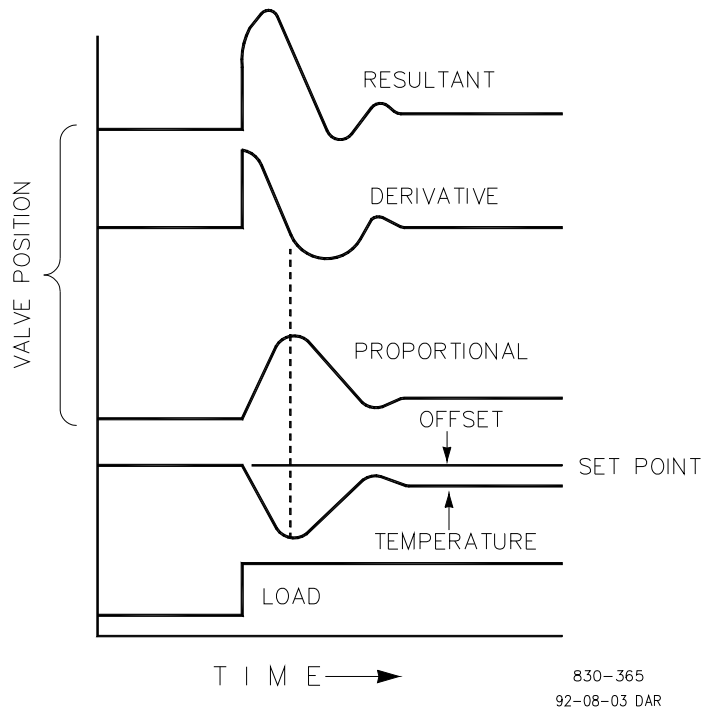 RESULTANT
DERIVATIVE
VALVE POSITION
PROPORTIONAL
OFFSET
SET POINT
TEMPERATURE
LOAD
TIME
830-365
92-08-03 DAR